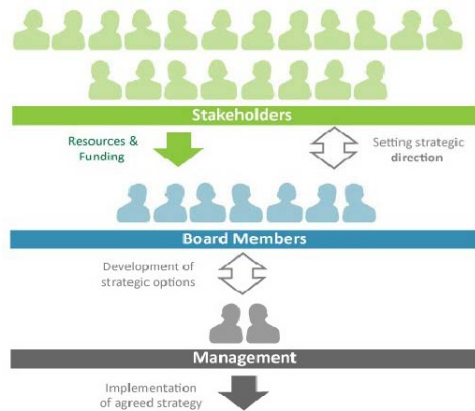 Stakeholders
Resources &
Funding
Setting strategic
direction
Board Members
Development of
strategic options
Management
Implementation
of agreed strategy